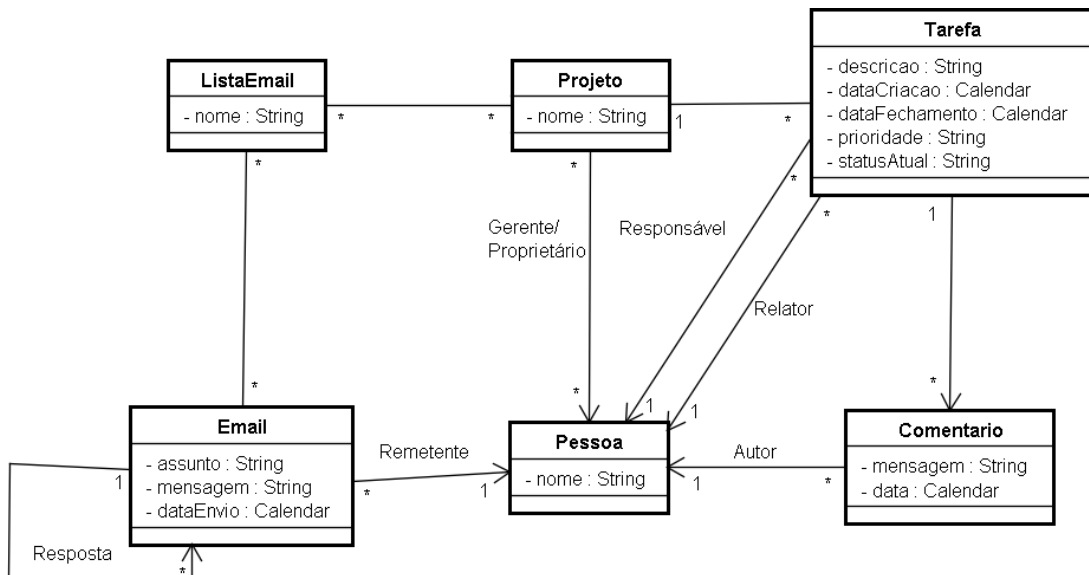 Tarefa
- descricao : String
- dataCriacao : Calendar
- dataFechamento : Calendar
- prioridade : String
- statusAtual : String
ListaEmail
- nome : String
Projeto
- nome : String
*
*
1
*
*
*
*
*
1
Gerente/
Proprietário
Responsável
Relator
*
*
1
1
*
Email
- assunto : String
- mensagem : String
- dataEnvio : Calendar
Remetente
*
1
Pessoa
- nome : String
Autor
1
*
Comentario
- mensagem : String
- data : Calendar
1
Resposta
*